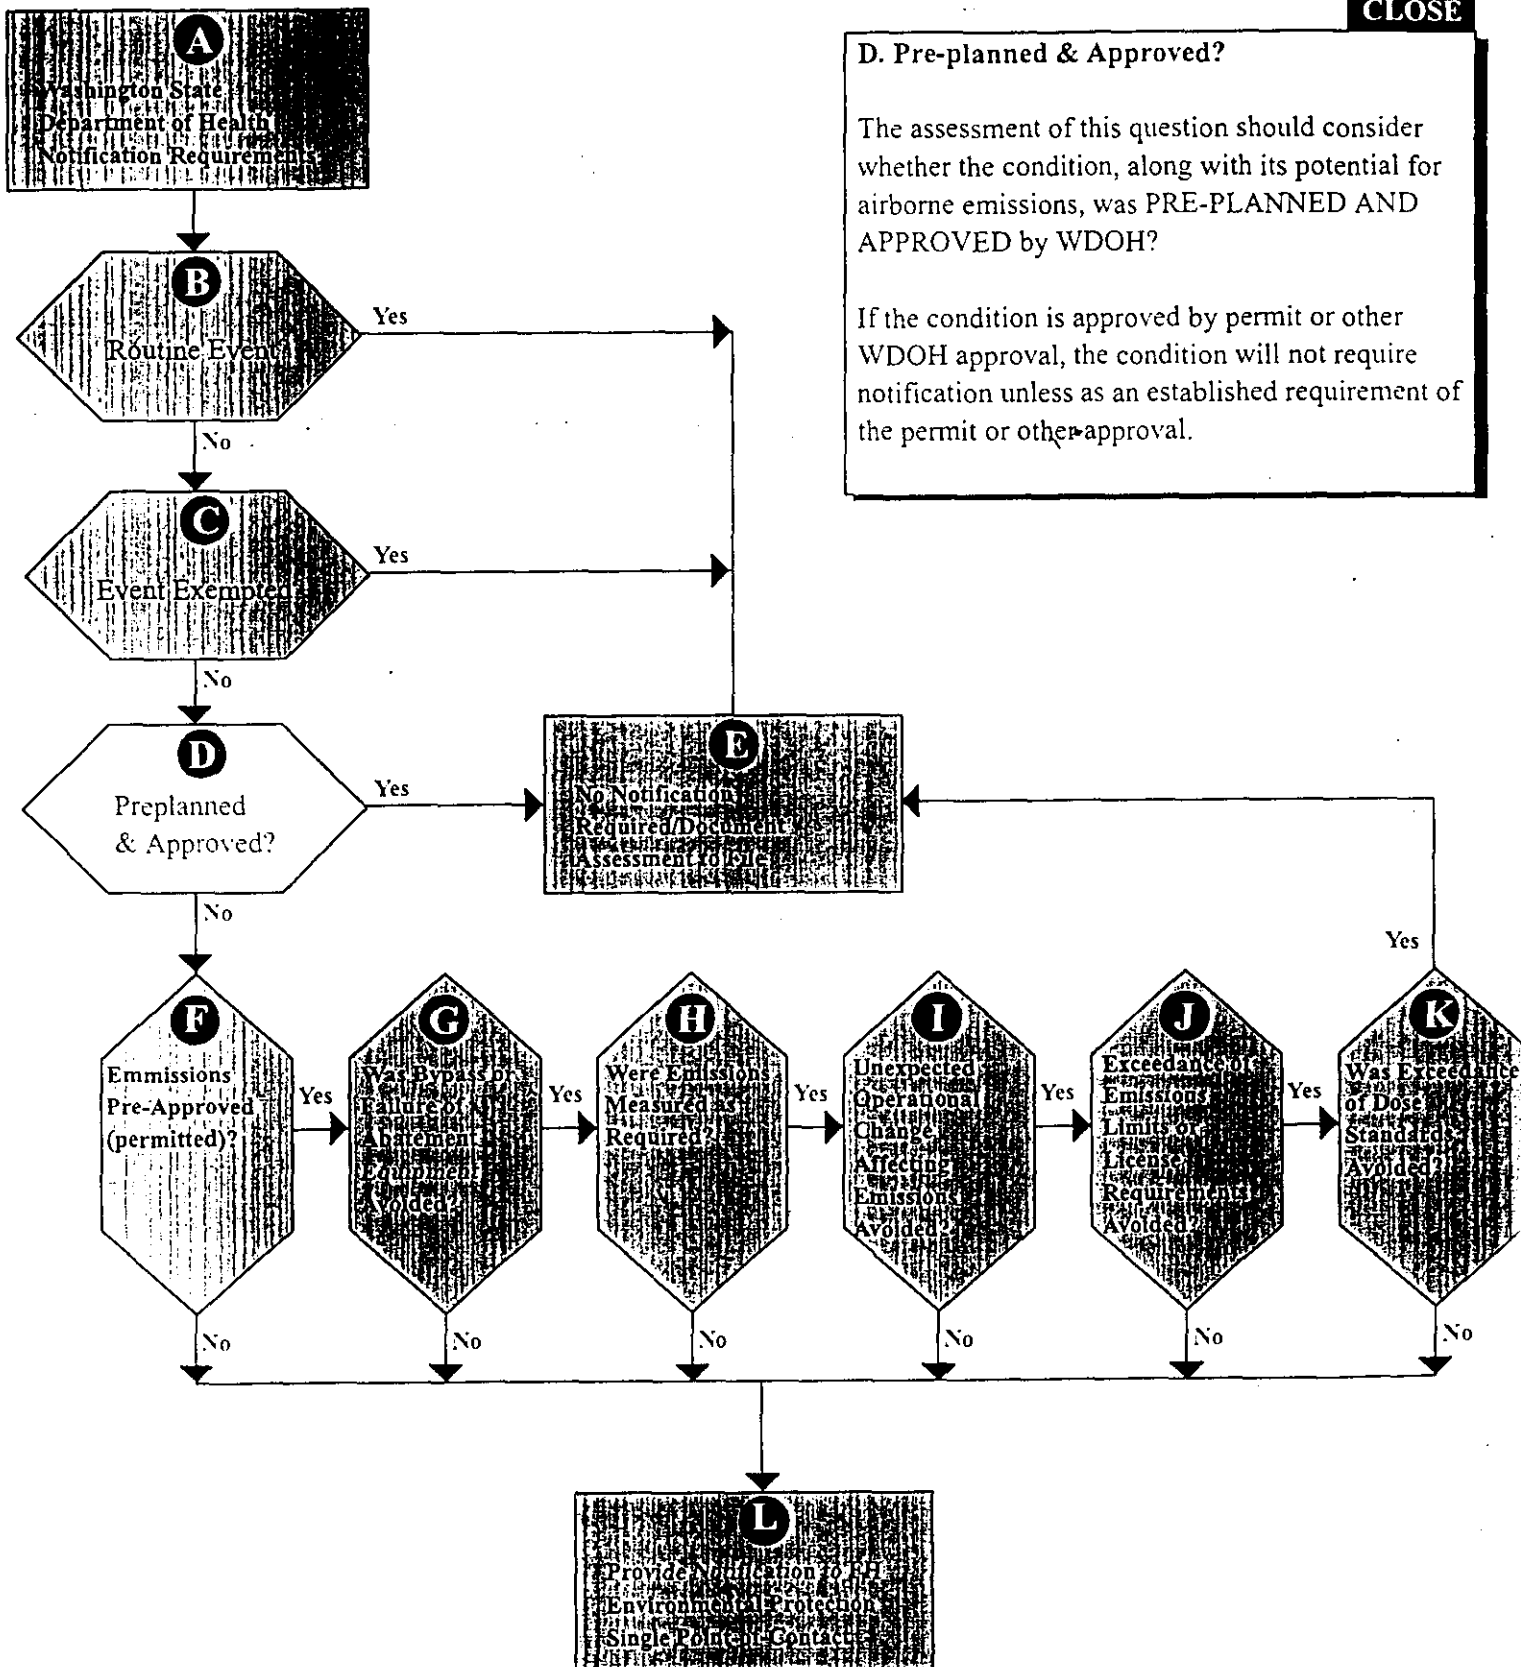 CLOSE
D. Pre-planned & Approved?
The assessment of this question should consider
whether the condition, along with its potential for
airborne emissions, was PRE-PLANNED AND
APPROVED by WDOH?
If the condition is approved by permit or other
WDOH approval, the condition will not require
notification unless as an established requirement of
the permit or other approval.
A
Washington State
Department of Health
Notification Requirements
B
Routine Event
Yes
No
C
Event Exempted
Yes
No
D
Preplanned
& Approved?
Yes
No
E
No Notification
Required/Document
Assessment to File
F
Emmissions
Pre-Approved
(permitted)?
Yes
No
G
Was Bypass or
Failure of
Abatement
Equipment
Avoided?
Yes
No
H
Were Emissions
Measured as
Required?
Yes
No
I
Unexpected
Operational
Change
Affecting
Emissions
Avoided?
Yes
No
J
Exceedance of
Emissions
Limits or
License
Requirements
Avoided?
Yes
No
K
Was Exceedance
of Dose
Standards
Avoided?
Yes
No
L
Provide Notification to FH
Environmental Protection
Single Point-of-Contact